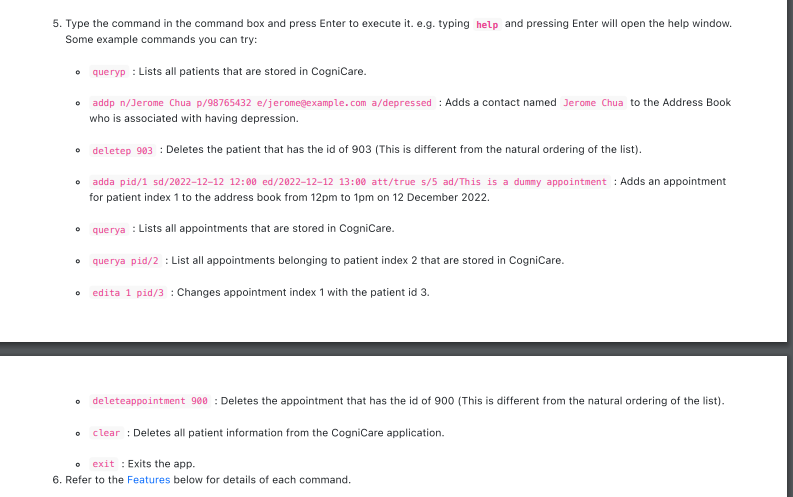 5. Type the command in the command box and press Enter to execute it. e.g. typing help and pressing Enter will open the help window.
Some example commands you can try:
queryp : Lists all patients that are stored in CogniCare.
addp n/Jerome Chua p/98765432 e/jerome@example.com a/depressed : Adds a contact named Jerome Chua to the Address Book
who is associated with having depression.
deletep 903 : Deletes the patient that has the id of 903 (This is different from the natural ordering of the list).
adda pid/1 sd/2022-12-12 12:00 ed/2022-12-12 13:00 att/true s/5 ad/This is a dummy appointment : Adds an appointment
for patient index 1 to the address book from 12pm to 1pm on 12 December 2022.
querya : Lists all appointments that are stored in CogniCare.
querya pid/2 : List all appointments belonging to patient index 2 that are stored in CogniCare.
edita 1 pid/3 : Changes appointment index 1 with the patient id 3.
deleteappointment 900 : Deletes the appointment that has the id of 900 (This is different from the natural ordering of the list).
clear : Deletes all patient information from the CogniCare application.
exit : Exits the app.
6. Refer to the Features below for details of each command.